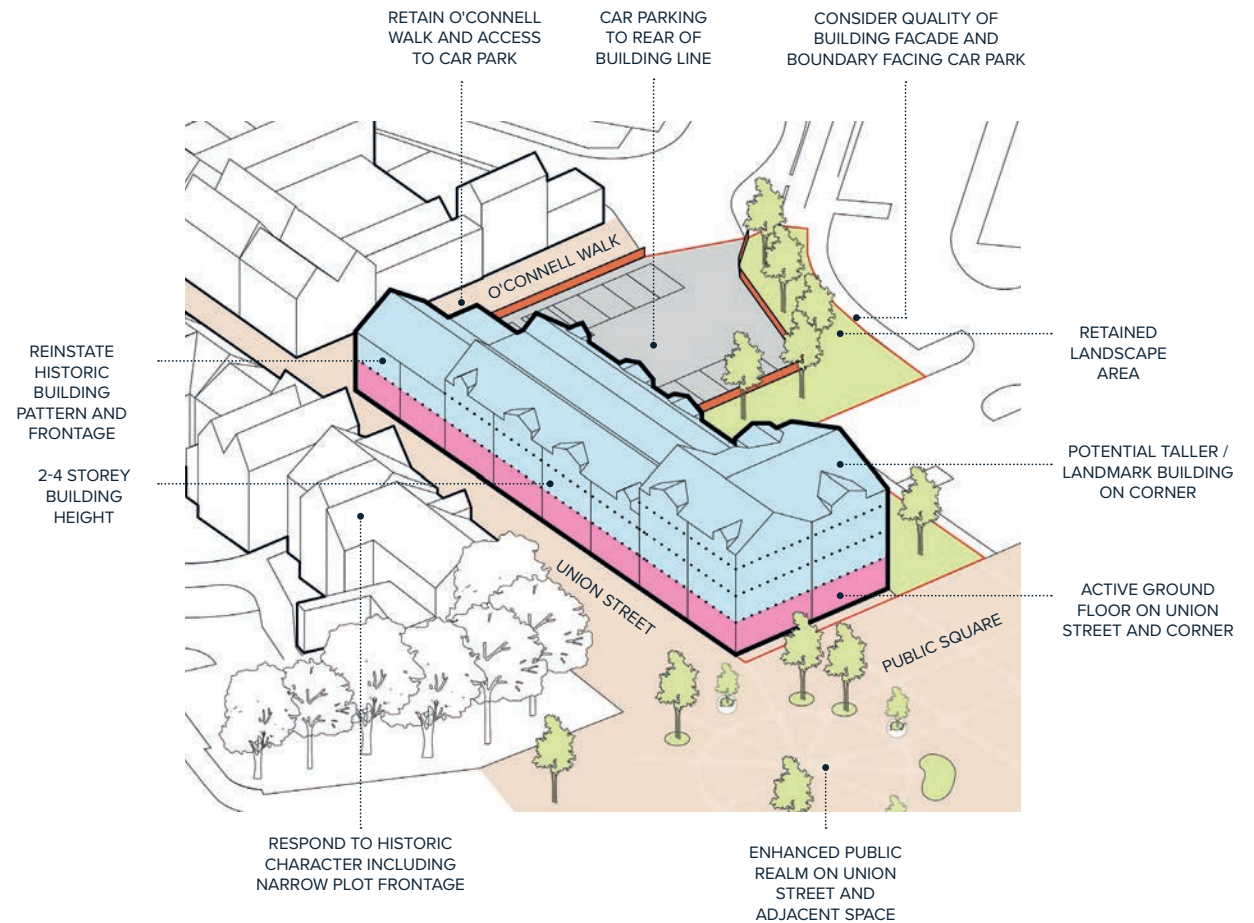 RETAIN O'CONNELL
WALK AND ACCESS
TO CAR PARK
CAR PARKING
TO REAR OF
BUILDING LINE
CONSIDER QUALITY OF
BUILDING FACADE AND
BOUNDARY FACING CAR PARK
O'CONNELL WALK
REINSTATE
HISTORIC
BUILDING
PATTERN AND
FRONTAGE
2-4 STOREY
BUILDING
HEIGHT
RETAINED
LANDSCAPE
AREA
POTENTIAL TALLER /
LANDMARK BUILDING
ON CORNER
ACTIVE GROUND
FLOOR ON UNION
STREET AND CORNER
UNION STREET
PUBLIC SQUARE
RESPOND TO HISTORIC
CHARACTER INCLUDING
NARROW PLOT FRONTAGE
ENHANCED PUBLIC
REALM ON UNION
STREET AND
ADJACENT SPACE